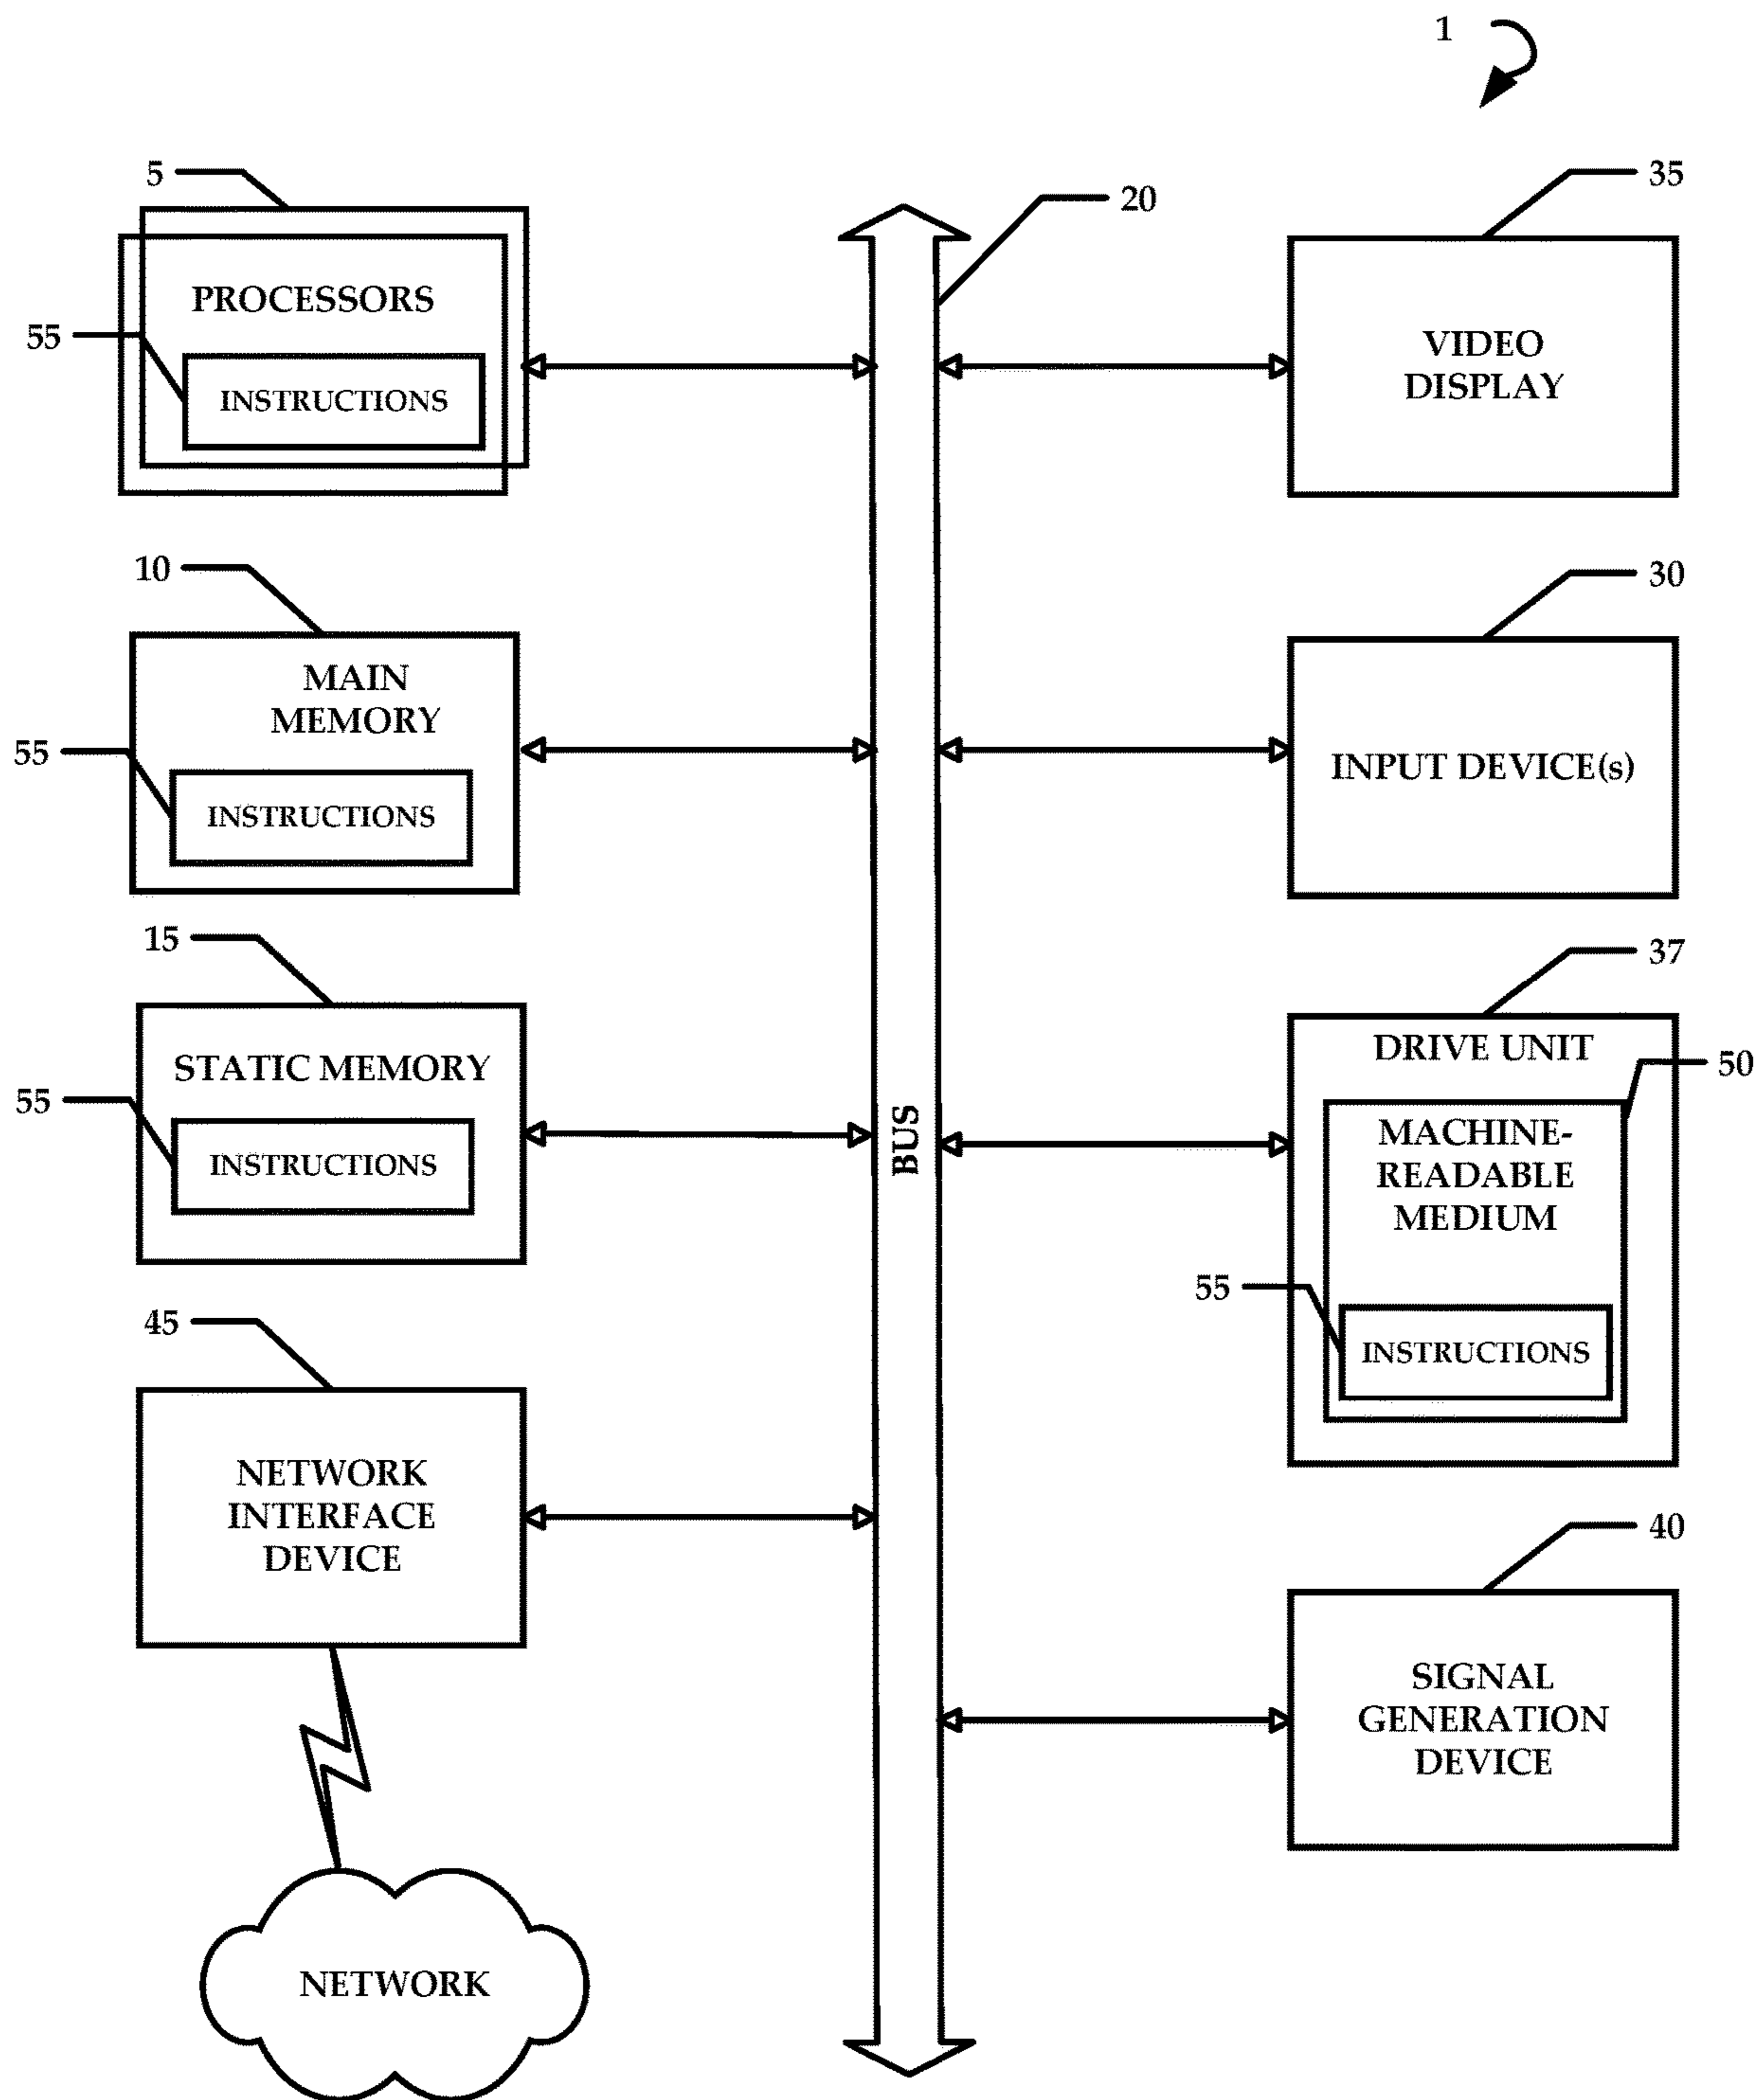 1
5
PROCESSORS
55
INSTRUCTIONS
10
MAIN
MEMORY
55
INSTRUCTIONS
15
STATIC MEMORY
55
INSTRUCTIONS
45
NETWORK
INTERFACE
DEVICE
NETWORK
20
BUS
35
VIDEO
DISPLAY
30
INPUT DEVICE(s)
37
DRIVE UNIT
50
MACHINE-
READABLE
MEDIUM
55
INSTRUCTIONS
40
SIGNAL
GENERATION
DEVICE